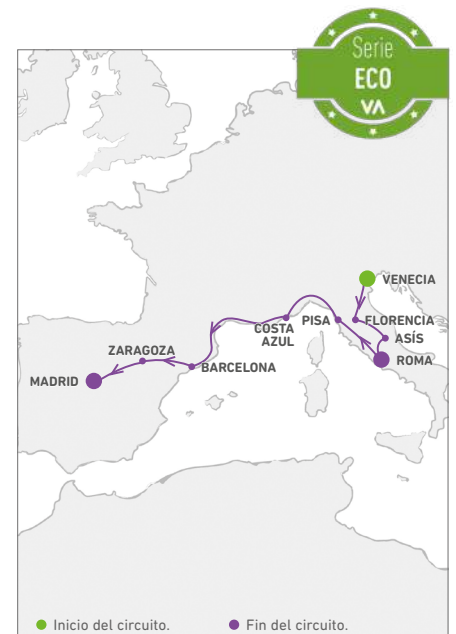 Serie
ECO
VA
VENECIA
FLORENCIA
ASÍS
ROMA
PISA
COSTA
AZUL
BARCELONA
ZARAGOZA
MADRID
Inicio del circuito.
Fin del circuito.